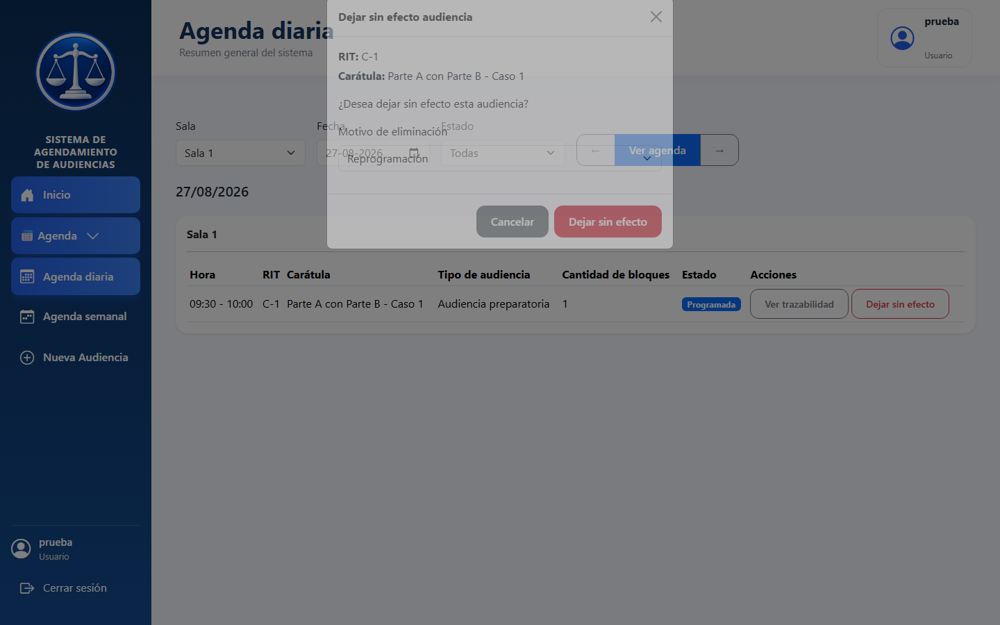 SISTEMA DE
AGENDAMIENTO
DE AUDIENCIAS
Inicio
Agenda
Agenda diaria
Agenda semanal
Nueva Audiencia
prueba
Usuario
Cerrar sesión
Agenda diaria
Resumen general del sistema
prueba
Usuario
Dejar sin efecto audiencia
RIT: C-1
Carátula: Parte A con Parte B - Caso 1
¿Desea dejar sin efecto esta audiencia?
Motivo de eliminación
Reprogramación
Cancelar
Dejar sin efecto
Sala
Fecha
Estado
Sala 1
27-08-2026
Todas
←
Ver agenda
→
27/08/2026
Sala 1
Hora RIT Carátula Tipo de audiencia Cantidad de bloques Estado Acciones
09:30 - 10:00 C-1 Parte A con Parte B - Caso 1 Audiencia preparatoria 1 Programada Ver trazabilidad Dejar sin efecto